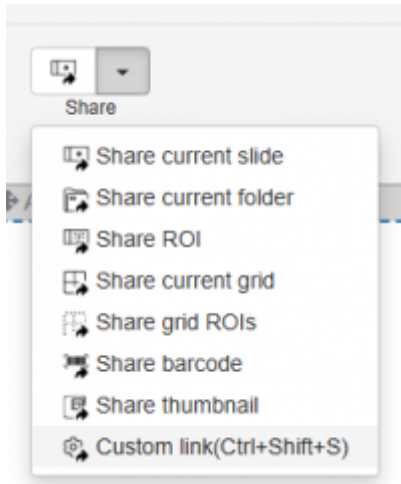 Share
Share current slide
Share current folder
Share ROI
Share current grid
Share grid ROIs
Share barcode
Share thumbnail
Custom link(Ctrl+Shift+S)